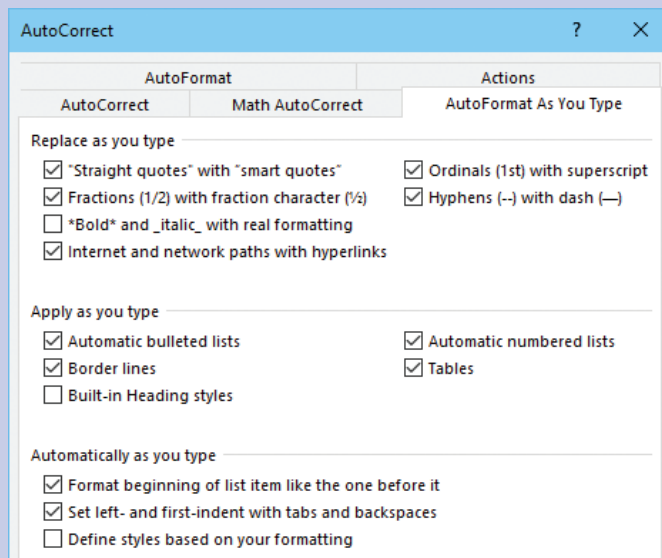 AutoCorrect ? ×
AutoFormat Actions
AutoCorrect Math AutoCorrect AutoFormat As You Type
Replace as you type
"Straight quotes" with “smart quotes” Ordinals (1st) with superscript
Fractions (1/2) with fraction character (½) Hyphens (--) with dash (—)
*Bold* and _italic_ with real formatting
Internet and network paths with hyperlinks
Apply as you type
Automatic bulleted lists Automatic numbered lists
Border lines Tables
Built-in Heading styles
Automatically as you type
Format beginning of list item like the one before it
Set left- and first-indent with tabs and backspaces
Define styles based on your formatting